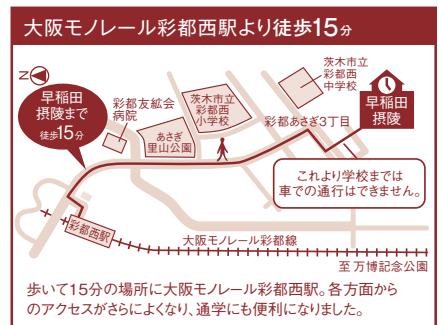 大阪モノレール彩都西駅より徒歩15分
N
早稲田
摂陵まで
徒歩15分
彩都友紘会
病院
あさぎ
里山公園
茨木市立
彩都西
小学校
茨木市立
彩都西
中学校
早稲田
摂陵
彩都あさぎ3丁目
これより学校までは
車での通行はできません。
彩都西駅
大阪モノレール彩都線
至 万博記念公園
歩いて15分の場所に大阪モノレール彩都西駅。各方面から
のアクセスがさらによくなり、通学にも便利になりました。